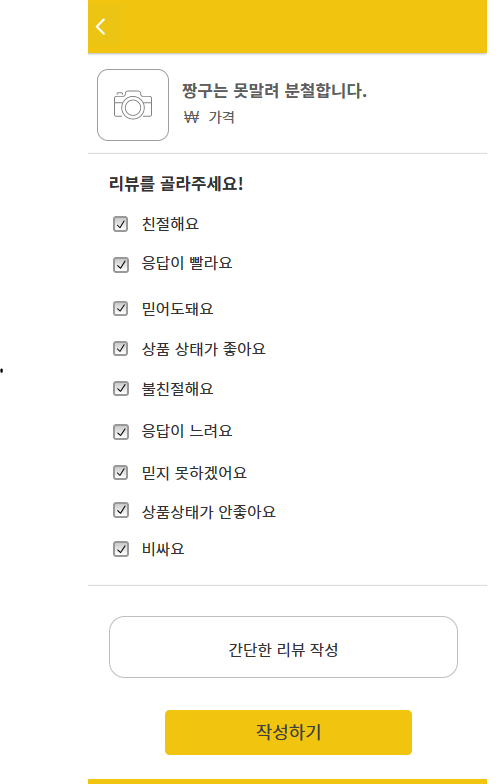 짱구는 못말려 분철합니다.
₩ 가격
리뷰를 골라주세요!
친절해요
응답이 빨라요
믿어도돼요
상품 상태가 좋아요
불친절해요
응답이 느려요
믿지 못하겠어요
상품상태가 안좋아요
비싸요
간단한 리뷰 작성
작성하기